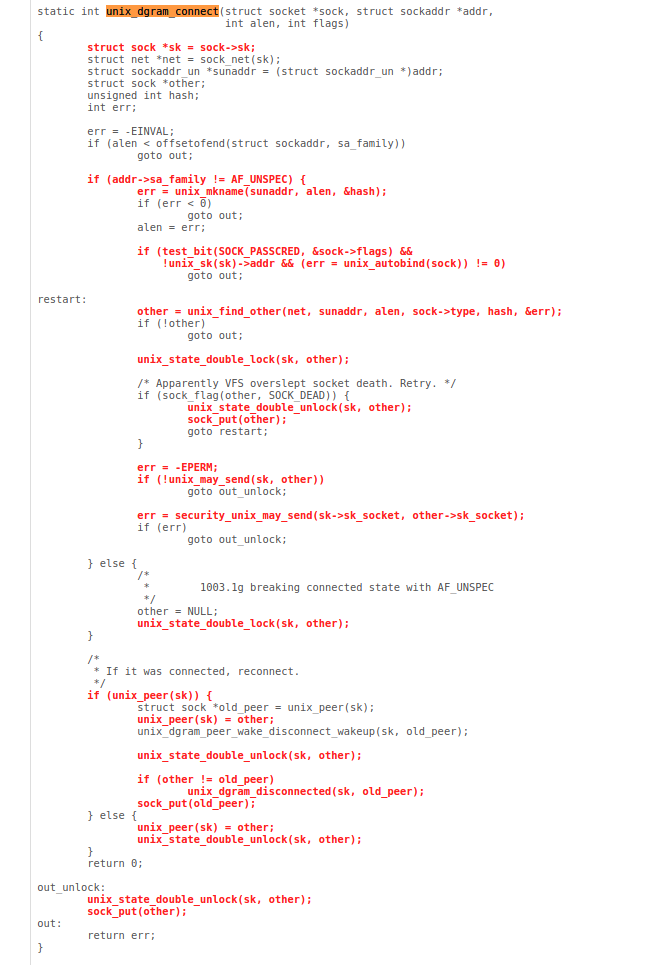 static int unix_dgram_connect(struct socket *sock, struct sockaddr *addr,
                              int alen, int flags)
{
        struct sock *sk = sock->sk;
        struct net *net = sock_net(sk);
        struct sockaddr_un *sunaddr = (struct sockaddr_un *)addr;
        struct sock *other;
        unsigned int hash;
        int err;

        err = -EINVAL;
        if (alen < offsetofend(struct sockaddr, sa_family))
                goto out;

        if (addr->sa_family != AF_UNSPEC) {
                err = unix_mkname(sunaddr, alen, &hash);
                if (err < 0)
                        goto out;
                alen = err;

                if (test_bit(SOCK_PASSCRED, &sock->flags) &&
                    !unix_sk(sk)->addr && (err = unix_autobind(sock)) != 0)
                        goto out;

restart:
                other = unix_find_other(net, sunaddr, alen, sock->type, hash, &err);
                if (!other)
                        goto out;

                unix_state_double_lock(sk, other);

                /* Apparently VFS overslept socket death. Retry. */
                if (sock_flag(other, SOCK_DEAD)) {
                        unix_state_double_unlock(sk, other);
                        sock_put(other);
                        goto restart;
                }

                err = -EPERM;
                if (!unix_may_send(sk, other))
                        goto out_unlock;

                err = security_unix_may_send(sk->sk_socket, other->sk_socket);
                if (err)
                        goto out_unlock;

        } else {
                /*
                 *        1003.1g breaking connected state with AF_UNSPEC
                 */
                other = NULL;
                unix_state_double_lock(sk, other);
        }

        /*
         * If it was connected, reconnect.
         */
        if (unix_peer(sk)) {
                struct sock *old_peer = unix_peer(sk);
                unix_peer(sk) = other;
                unix_dgram_peer_wake_disconnect_wakeup(sk, old_peer);

                unix_state_double_unlock(sk, other);

                if (other != old_peer)
                        unix_dgram_disconnected(sk, old_peer);
                sock_put(old_peer);
        } else {
                unix_peer(sk) = other;
                unix_state_double_unlock(sk, other);
        }
        return 0;

out_unlock:
        unix_state_double_unlock(sk, other);
        sock_put(other);
out:
        return err;
}